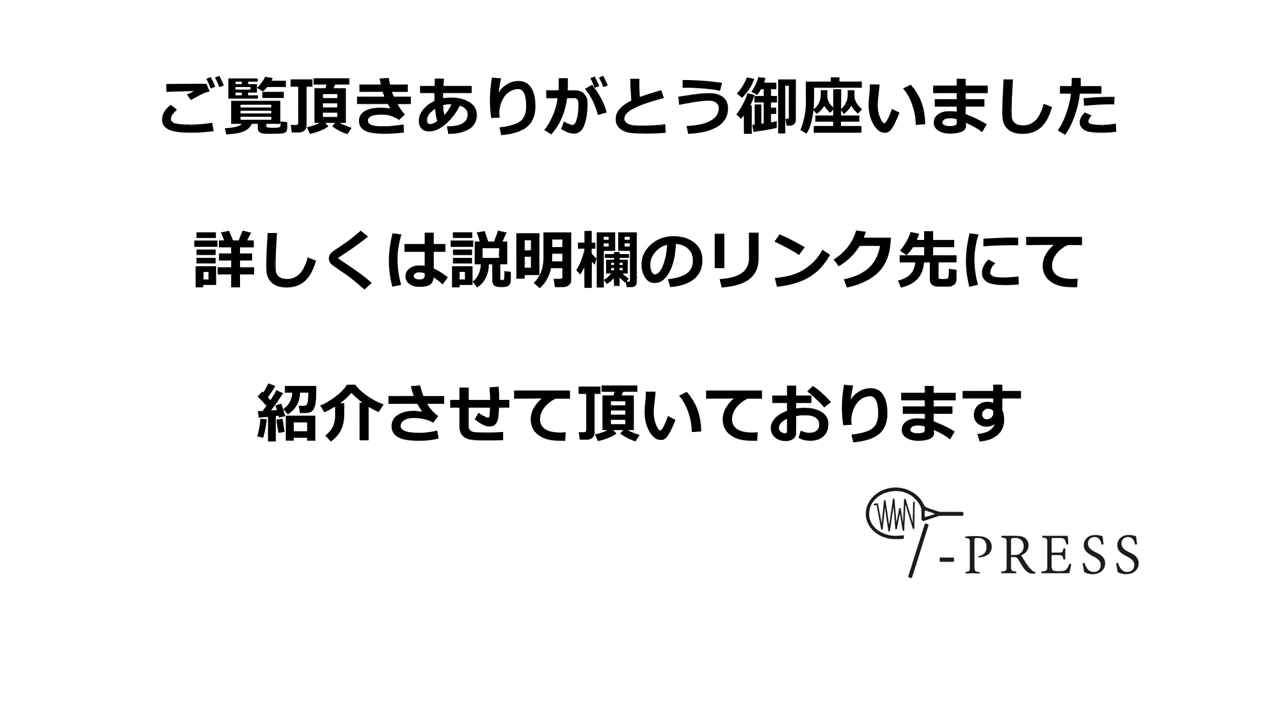 ご覧頂きありがとう御座いました
詳しくは説明欄のリンク先にて
紹介させて頂いております
T-PRESS